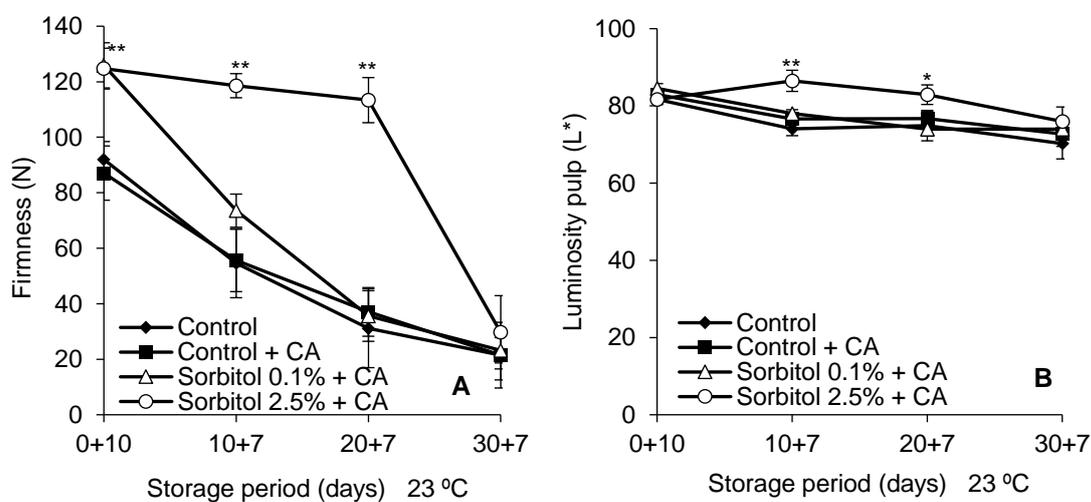 Firmness (N)
140
120
100
80
60
40
20
0
**
**
**
Control
Control + CA
Sorbitol 0.1% + CA
Sorbitol 2.5% + CA
A
0+10 10+7 20+7 30+7
Storage period (days) 23 ºC
Luminosity pulp (L*)
100
80
60
40
20
0
**
*
Control
Control + CA
Sorbitol 0.1% + CA
Sorbitol 2.5% + CA
B
0+10 10+7 20+7 30+7
Storage period (days) 23 ºC